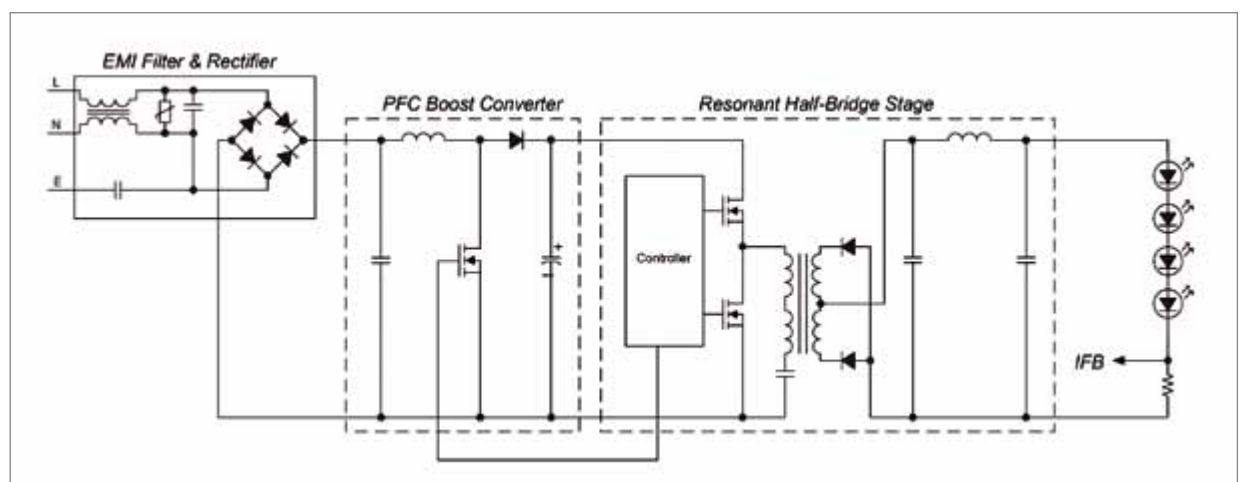 EMI Filter & Rectifier
L
N
E
PFC Boost Converter
+
−
Resonant Half-Bridge Stage
Controller
IFB